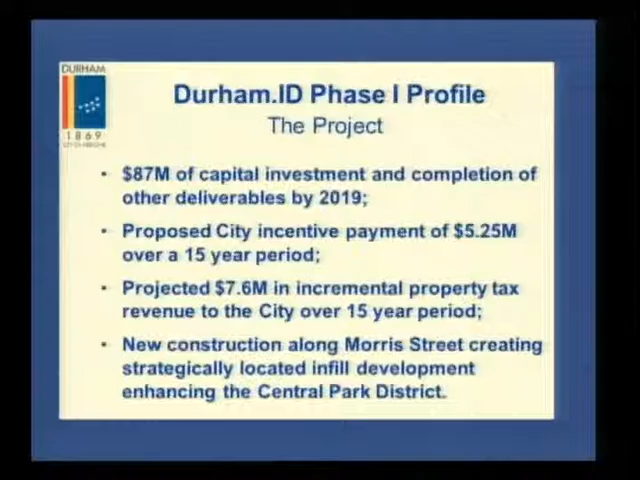 DURHAM
1869
CITY OF MEDICINE
Durham.ID Phase I Profile
The Project
• $87M of capital investment and completion of
other deliverables by 2019;
• Proposed City incentive payment of $5.25M
over a 15 year period;
• Projected $7.6M in incremental property tax
revenue to the City over 15 year period;
• New construction along Morris Street creating
strategically located infill development
enhancing the Central Park District.